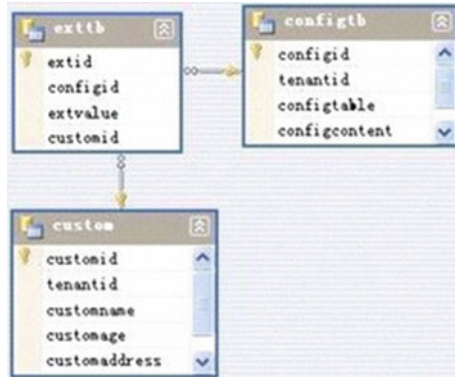 exttb
extid
configid
extvalue
customid
configtb
configid
tenantid
configtable
configcontent
custom
customid
tenantid
customname
customage
customaddress